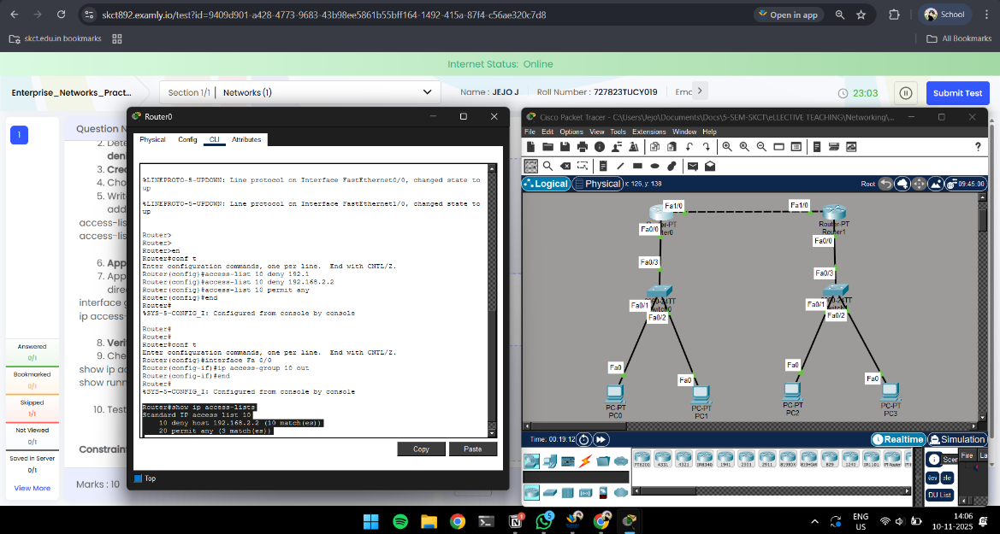 skct892.examly.io/test?id=9409d901-a428-4773-9683-43b98ee5861b55bff164-1492-415a-87f4-c56ae320c7d8
Open in app
School
skct.edu.in bookmarks
All Bookmarks
Internet Status: Online
Enterprise_Networks_Pract...
Section 1/1 | Networks (1)
Name : JEJO J
Roll Number : 727823TUCY019
Ema
23:03
Submit Test
1
Question N
2. Dete
deni
3. Crea
4. Cho
5. Writ
add
access-lis
access-lis
6. App
7. App
direc
interface g
ip access-
8. Veri
9. Che
show ip ac
show runn
10. Test
Constrain
Marks : 10
Answered
0/1
Bookmarked
0/1
Skipped
1/1
Not Viewed
0/1
Saved in Server
0/1
View More
Router0
Physical Config CLI Attributes
%LINEPROTO-5-UPDOWN: Line protocol on Interface FastEthernet0/0, changed state to
up
%LINEPROTO-5-UPDOWN: Line protocol on Interface FastEthernet1/0, changed state to
up
Router>
Router>
Router>en
Router#conf t
Enter configuration commands, one per line. End with CNTL/Z.
Router(config)#access-list 10 deny 192.1
Router(config)#access-list 10 deny 192.168.2.2
Router(config)#access-list 10 permit any
Router(config)#end
Router#
%SYS-5-CONFIG_I: Configured from console by console
Router#
Router#
Router#conf t
Enter configuration commands, one per line. End with CNTL/Z.
Router(config)#interface Fa 0/0
Router(config-if)#ip access-group 10 out
Router(config-if)#end
Router#
%SYS-5-CONFIG_I: Configured from console by console
Router#show ip access-lists
Standard IP access list 10
10 deny host 192.168.2.2 (10 match(es))
20 permit any (3 match(es))
Copy
Paste
Top
Cisco Packet Tracer - C:\Users\Jejo\Documents\Docs\5-SEM-SKCT\eLLECTIVE TEACHING\Networking\...
File Edit Options View Tools Extensions Window Help
Logical
Physical
x: 126, y: 138
Root
09:45:00
Fa1/0
Fa1/0
Router-PT
Router1
Fa0/0
Fa0/0
Fa0/3
Fa0/3
Fa0/1
Fa0/2
Fa0/1
Fa0/2
Fa0
Fa0
Fa0
Fa0
PC-PT
PC0
PC-PT
PC1
PC-PT
PC2
PC-PT
PC3
Time: 00:19:12
Realtime
Simulation
PT8200
4331
4321
IR8340
1941
2901
2911
819IOX
819HGW
829
1240
IR1101
PT-Router
Scer
Fire
La
DU List
ENG
US
14:06
10-11-2025